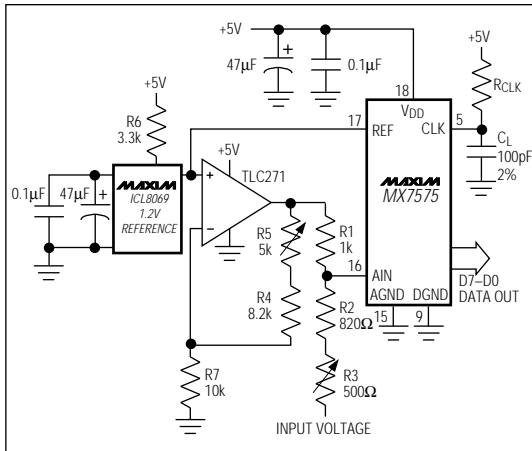 +5V
47µF
+
0.1µF
+5V
RCLK
18
VDD
+5V
R6
3.3k
17
REF
CLK
5
CL
100pF
2%
0.1µF
47µF
+
MAXIM
ICL8069
1.2V
REFERENCE
+5V
TLC271
+
−
MAXIM
MX7575
R5
5k
R1
1k
16
AIN
D7–D0
DATA OUT
R4
8.2k
R2
820Ω
AGND
DGND
15
9
R7
10k
R3
500Ω
INPUT VOLTAGE